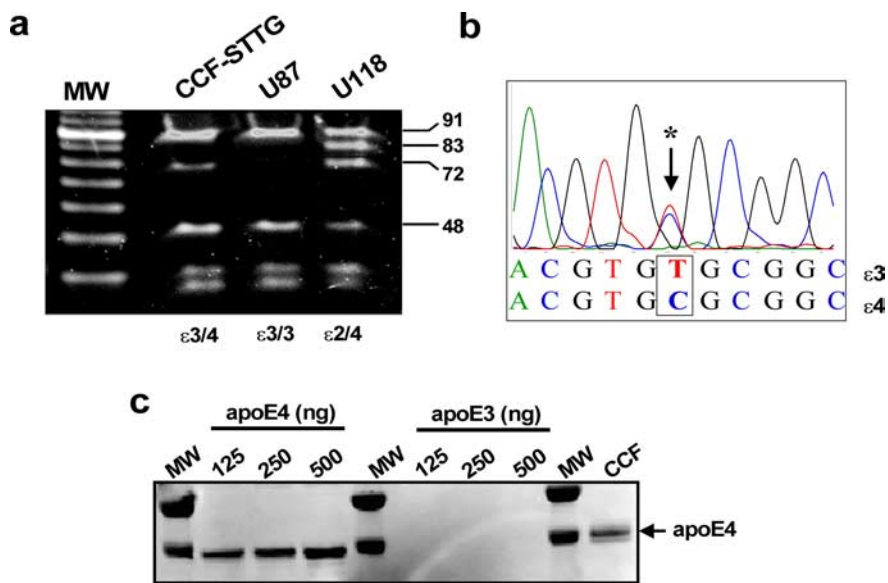 a
MW CCF-STTG U87 U118
91
83
72
48
ε3/4 ε3/3 ε2/4
b
*
A C G T G T G C G G C ε3
A C G T G C G C G G C ε4
c
apoE4 (ng) apoE3 (ng)
MW 125 250 500 MW 125 250 500 MW CCF
apoE4